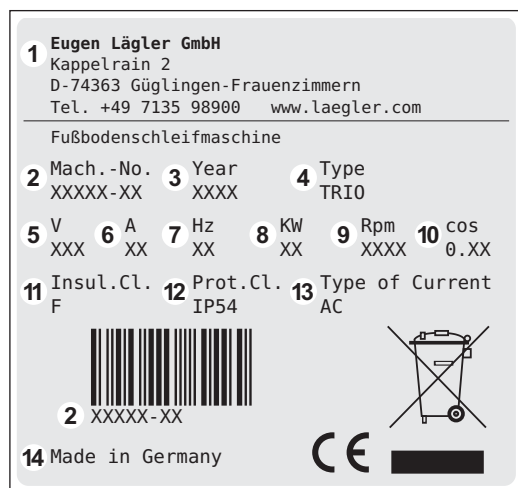 1 Eugen Lägler GmbH
Kappelrain 2
D-74363 Güglingen-Frauenzimmern
Tel. +49 7135 98900 www.laegler.com
Fußbodenschleifmaschine
2 Mach.-No. 3 Year 4 Type
XXXXX-XX XXXX TRIO
5 V 6 A 7 Hz 8 KW 9 Rpm 10 cos
XXX XX XX XX XXXX 0.XX
11 Insul.Cl. 12 Prot.Cl. 13 Type of Current
F IP54 AC
2 XXXXX-XX
14 Made in Germany CE